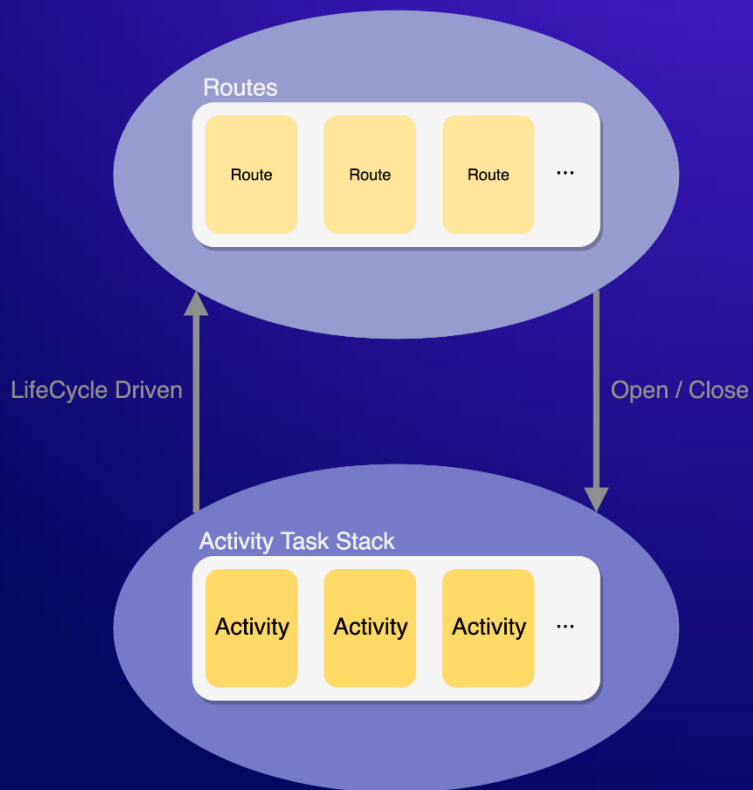 Routes
Route Route Route ...
LifeCycle Driven Open / Close
Activity Task Stack
Activity Activity Activity ...